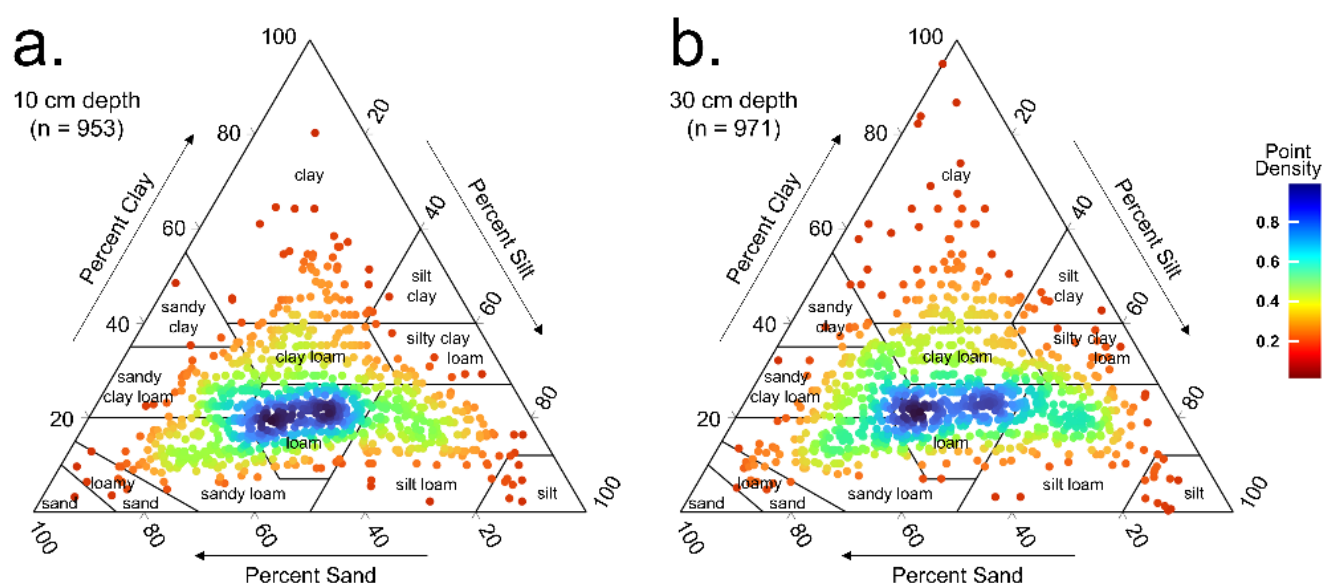 a.
10 cm depth
(n = 953)
100
80
60
40
20
Percent Clay
20
40
60
80
100
Percent Silt
100
80
60
40
20
Percent Sand
clay
silt
clay
sandy
clay
silty clay
loam
clay loam
sandy
clay loam
loam
loamy
sand
sand
sandy loam
silt loam
silt
b.
30 cm depth
(n = 971)
100
80
60
40
20
Percent Clay
20
40
60
80
100
Percent Silt
100
80
60
40
20
Percent Sand
clay
silt
clay
sandy
clay
silty clay
loam
clay loam
sandy
clay loam
loam
loamy
sand
sand
sandy loam
silt loam
silt
Point
Density
0.8
0.6
0.4
0.2